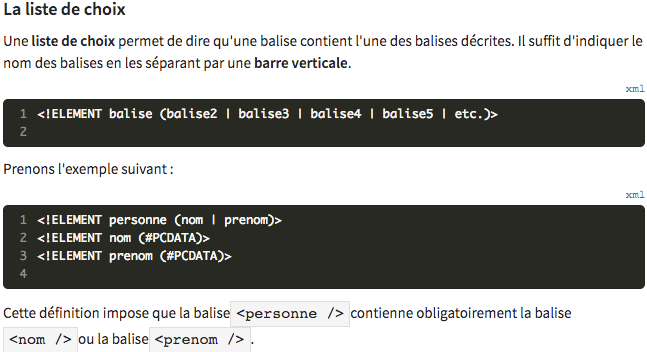 La liste de choix
Une liste de choix permet de dire qu'une balise contient l'une des balises décrites. Il suffit d'indiquer le
nom des balises en les séparant par une barre verticale.
xml
1 <!ELEMENT balise (balise2 | balise3 | balise4 | balise5 | etc.)>
2
Prenons l'exemple suivant :
xml
1 <!ELEMENT personne (nom | prenom)>
2 <!ELEMENT nom (#PCDATA)>
3 <!ELEMENT prenom (#PCDATA)>
4
Cette définition impose que la balise <personne /> contienne obligatoirement la balise
<nom /> ou la balise <prenom /> .